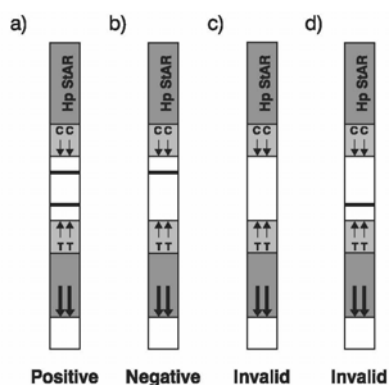 a) b) c) d)
Hp StAR Hp StAR Hp StAR Hp StAR
C C C C C C C C
T T T T T T T T
Positive Negative Invalid Invalid